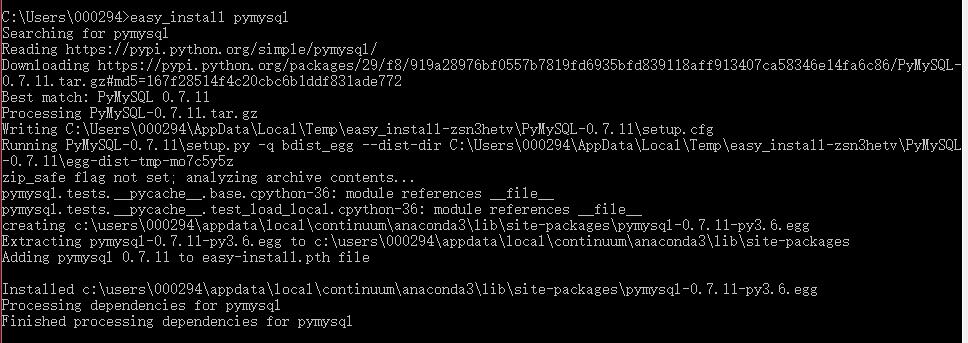 C:\Users\000294>easy_install pymysql
Searching for pymysql
Reading https://pypi.python.org/simple/pymysql/
Downloading https://pypi.python.org/packages/29/f8/919a28976bf0557b7819fd6935bfd839118aff913407ca58346e14fa6c86/PyMySQL-
0.7.11.tar.gz#md5=167f28514f4c20cbc6b1ddf831ade772
Best match: PyMySQL 0.7.11
Processing PyMySQL-0.7.11.tar.gz
Writing C:\Users\000294\AppData\Local\Temp\easy_install-zsn3hetv\PyMySQL-0.7.11\setup.cfg
Running PyMySQL-0.7.11\setup.py -q bdist_egg --dist-dir C:\Users\000294\AppData\Local\Temp\easy_install-zsn3hetv\PyMySQL
-0.7.11\egg-dist-tmp-mo7c5y5z
zip_safe flag not set; analyzing archive contents...
pymysql.tests.__pycache__.base.cpython-36: module references __file__
pymysql.tests.__pycache__.test_load_local.cpython-36: module references __file__
creating c:\users\000294\appdata\local\continuum\anaconda3\lib\site-packages\pymysql-0.7.11-py3.6.egg
Extracting pymysql-0.7.11-py3.6.egg to c:\users\000294\appdata\local\continuum\anaconda3\lib\site-packages
Adding pymysql 0.7.11 to easy-install.pth file
Installed c:\users\000294\appdata\local\continuum\anaconda3\lib\site-packages\pymysql-0.7.11-py3.6.egg
Processing dependencies for pymysql
Finished processing dependencies for pymysql